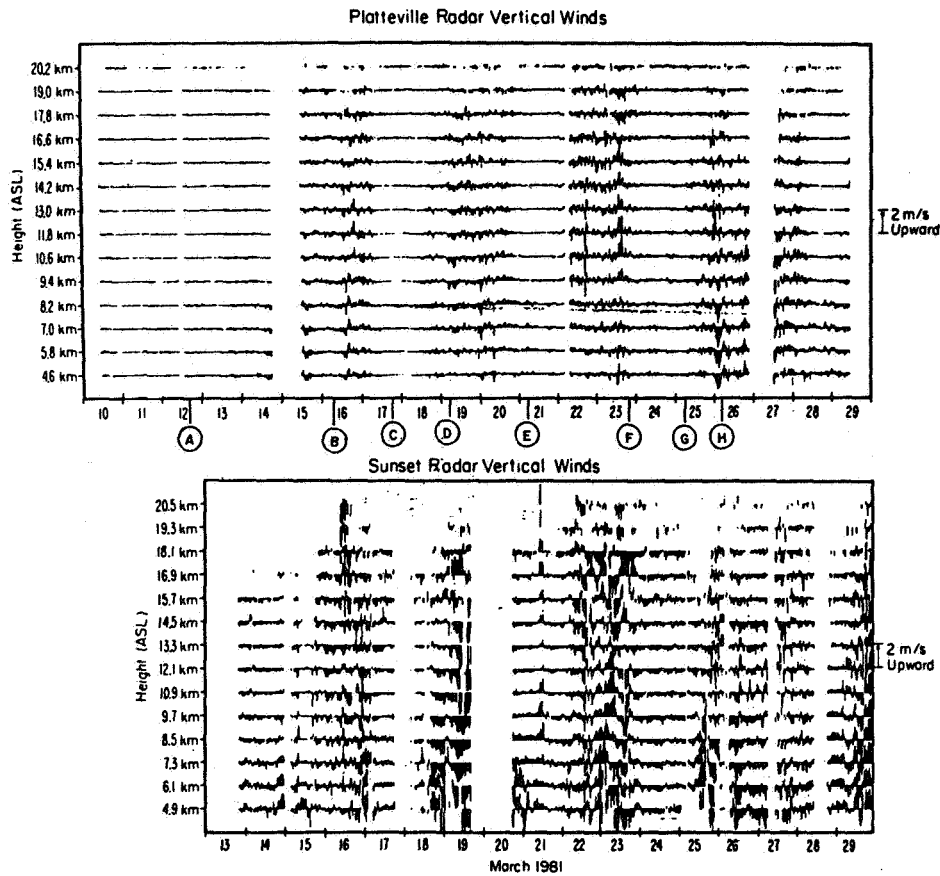 Platteville Radar Vertical Winds
Height (ASL)
20.2 km
19.0 km
17.8 km
16.6 km
15.4 km
14.2 km
13.0 km
11.8 km
10.6 km
9.4 km
8.2 km
7.0 km
5.8 km
4.6 km
2 m/s
Upward
10 11 12 13 14 15 16 17 18 19 20 21 22 23 24 25 26 27 28 29
A B C D E F G H
Sunset Radar Vertical Winds
Height (ASL)
20.5 km
19.3 km
18.1 km
16.9 km
15.7 km
14.5 km
13.3 km
12.1 km
10.9 km
9.7 km
8.5 km
7.3 km
6.1 km
4.9 km
2 m/s
Upward
13 14 15 16 17 18 19 20 21 22 23 24 25 26 27 28 29
March 1981